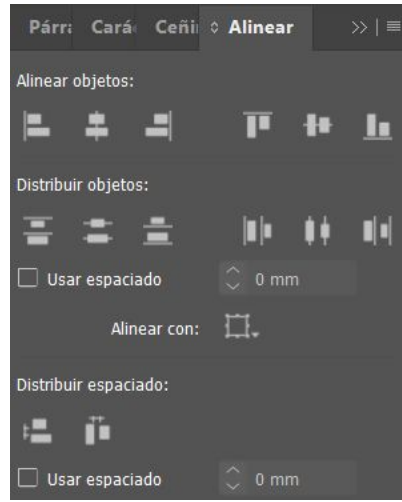 Párra Cará Ceñi Alinear
Alinear objetos:
Distribuir objetos:
Usar espaciado 0 mm
Alinear con:
Distribuir espaciado:
Usar espaciado 0 mm